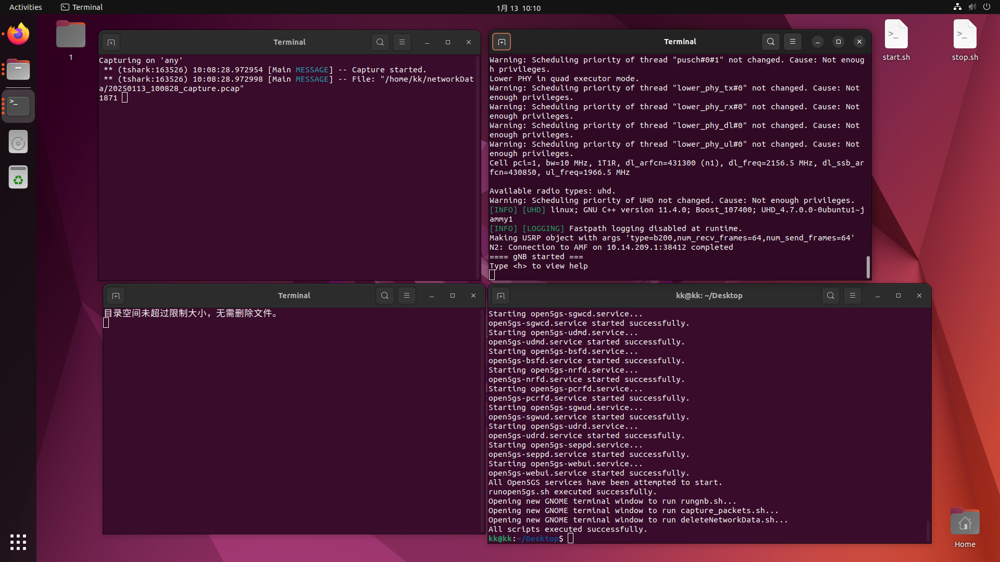 Activities
Terminal
1月 13 10:10
1
Terminal
Capturing on 'any'
** (tshark:163526) 10:08:28.972954 [Main MESSAGE] -- Capture started.
** (tshark:163526) 10:08:28.972998 [Main MESSAGE] -- File: "/home/kk/networkDat
a/20250113_100828_capture.pcap"
1871
Terminal
Warning: Scheduling priority of thread "pusch#0#1" not changed. Cause: Not enoug
h privileges.
Lower PHY in quad executor mode.
Warning: Scheduling priority of thread "lower_phy_tx#0" not changed. Cause: Not
enough privileges.
Warning: Scheduling priority of thread "lower_phy_rx#0" not changed. Cause: Not
enough privileges.
Warning: Scheduling priority of thread "lower_phy_dl#0" not changed. Cause: Not
enough privileges.
Warning: Scheduling priority of thread "lower_phy_ul#0" not changed. Cause: Not
enough privileges.
Cell pci=1, bw=10 MHz, 1T1R, dl_arfcn=431300 (n1), dl_freq=2156.5 MHz, dl_ssb_ar
fcn=430850, ul_freq=1966.5 MHz
Available radio types: uhd.
Warning: Scheduling priority of UHD not changed. Cause: Not enough privileges.
[INFO] [UHD] linux; GNU C++ version 11.4.0; Boost_107400; UHD_4.7.0.0-0ubuntu1~j
ammy1
[INFO] [LOGGING] Fastpath logging disabled at runtime.
Making USRP object with args 'type=b200,num_recv_frames=64,num_send_frames=64'
N2: Connection to AMF on 10.14.209.1:38412 completed
==== gNB started ===
Type <h> to view help
start.sh
stop.sh
Terminal
目录空间未超过限制大小，无需删除文件。
kk@kk: ~/Desktop
Starting open5gs-sgwcd.service...
open5gs-sgwcd.service started successfully.
Starting open5gs-udmd.service...
open5gs-udmd.service started successfully.
Starting open5gs-bsfd.service...
open5gs-bsfd.service started successfully.
Starting open5gs-nrfd.service...
open5gs-nrfd.service started successfully.
Starting open5gs-pcrfd.service...
open5gs-pcrfd.service started successfully.
Starting open5gs-sgwud.service...
open5gs-sgwud.service started successfully.
Starting open5gs-udrd.service...
open5gs-udrd.service started successfully.
Starting open5gs-seppd.service...
open5gs-seppd.service started successfully.
Starting open5gs-webui.service...
open5gs-webui.service started successfully.
All Open5GS services have been attempted to start.
runopen5gs.sh executed successfully.
Opening new GNOME terminal window to run rungnb.sh...
Opening new GNOME terminal window to run capture_packets.sh...
Opening new GNOME terminal window to run deleteNetworkData.sh...
All scripts executed successfully.
kk@kk:~/Desktop$
Home